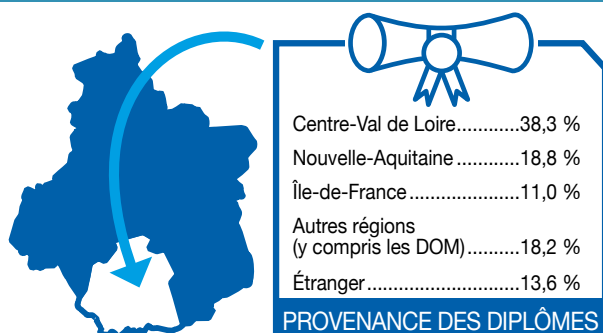 Centre-Val de Loire............38,3 %
Nouvelle-Aquitaine............18,8 %
Île-de-France....................11,0 %
Autres régions
(y compris les DOM)..........18,2 %
Étranger............................13,6 %
PROVENANCE DES DIPLÔMES